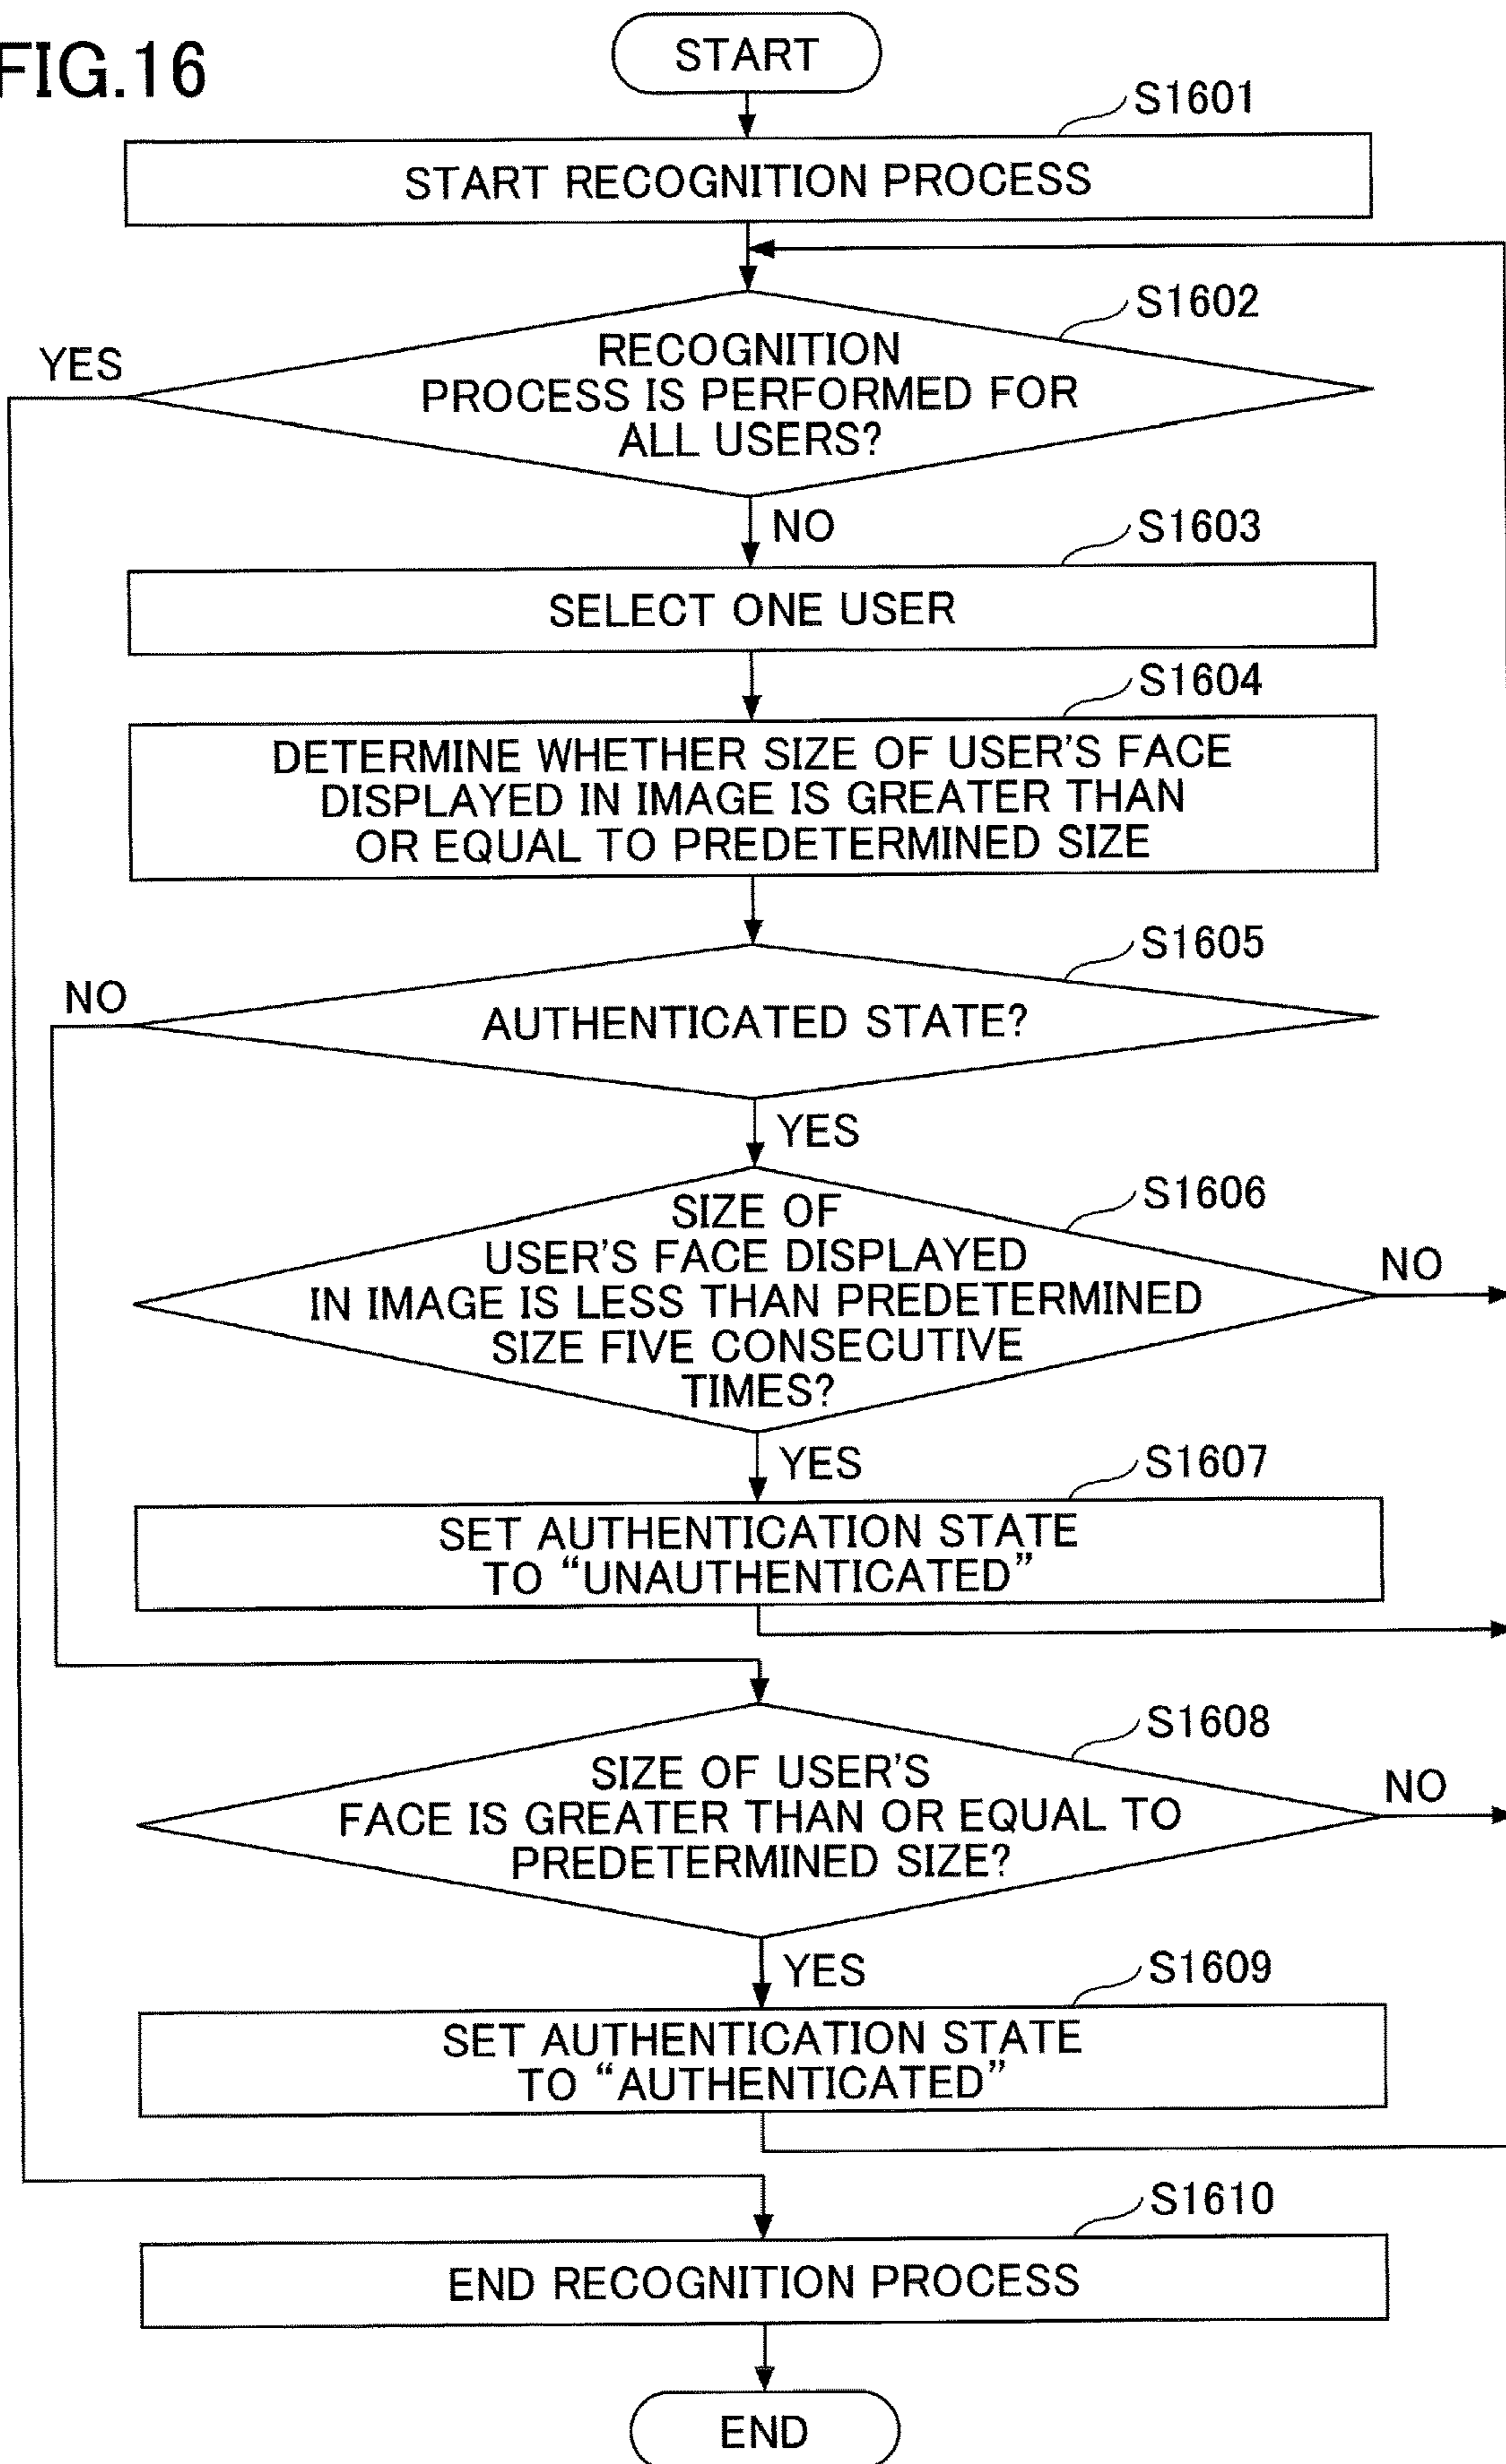 FIG.16
START
S1601
START RECOGNITION PROCESS
S1602
YES
RECOGNITION
PROCESS IS PERFORMED FOR
ALL USERS?
NO
S1603
SELECT ONE USER
S1604
DETERMINE WHETHER SIZE OF USER'S FACE
DISPLAYED IN IMAGE IS GREATER THAN
OR EQUAL TO PREDETERMINED SIZE
S1605
NO
AUTHENTICATED STATE?
YES
S1606
SIZE OF
USER'S FACE DISPLAYED
IN IMAGE IS LESS THAN PREDETERMINED
SIZE FIVE CONSECUTIVE
TIMES?
NO
YES
S1607
SET AUTHENTICATION STATE
TO “UNAUTHENTICATED”
S1608
SIZE OF USER'S
FACE IS GREATER THAN OR EQUAL TO
PREDETERMINED SIZE?
NO
YES
S1609
SET AUTHENTICATION STATE
TO “AUTHENTICATED”
S1610
END RECOGNITION PROCESS
END